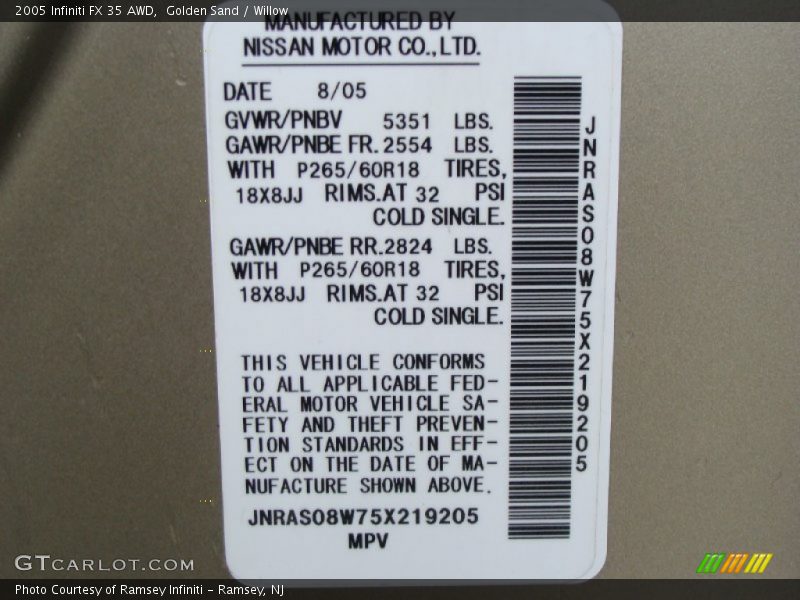 2005 Infiniti FX 35 AWD,  Golden Sand / Willow
MANUFACTURED BY
NISSAN MOTOR CO.,LTD.
DATE 8/05
GVWR/PNBV 5351 LBS.
GAWR/PNBE FR. 2554 LBS.
WITH P265/60R18 TIRES,
18X8JJ RIMS.AT 32 PSI
COLD SINGLE.
GAWR/PNBE RR. 2824 LBS.
WITH P265/60R18 TIRES,
18X8JJ RIMS.AT 32 PSI
COLD SINGLE.
THIS VEHICLE CONFORMS
TO ALL APPLICABLE FED-
ERAL MOTOR VEHICLE SA-
FETY AND THEFT PREVEN-
TION STANDARDS IN EFF-
ECT ON THE DATE OF MA-
NUFACTURE SHOWN ABOVE.
JNRAS08W75X219205
MPV
JNRAS08W75X219205
GTCARLOT.COM
Photo Courtesy of Ramsey Infiniti - Ramsey, NJ